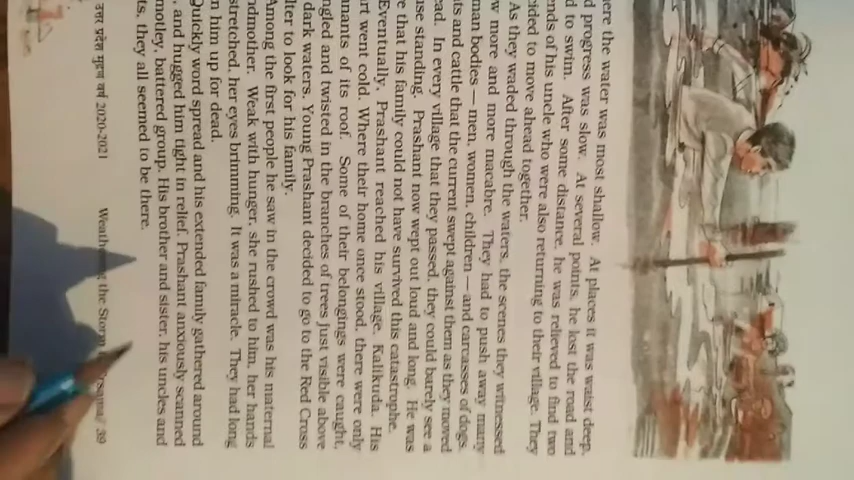 ere the water was most shallow. At places it was waist deep,
d progress was slow. At several points, he lost the road and
d to swim. After some distance, he was relieved to find two
ends of his uncle who were also returning to their village. They
cided to move ahead together.
As they waded through the waters, the scenes they witnessed
w more and more macabre. They had to push away many
man bodies — men, women, children — and carcasses of dogs,
ts and cattle that the current swept against them as they moved
ead. In every village that they passed, they could barely see a
use standing. Prashant now wept out loud and long. He was
e that his family could not have survived this catastrophe.
Eventually, Prashant reached his village, Kalikuda. His
rt went cold. Where their home once stood, there were only
nants of its roof. Some of their belongings were caught,
ngled and twisted in the branches of trees just visible above
dark waters. Young Prashant decided to go to the Red Cross
lter to look for his family.
Among the first people he saw in the crowd was his maternal
ndmother. Weak with hunger, she rushed to him, her hands
stretched, her eyes brimming. It was a miracle. They had long
n him up for dead.
Quickly word spread and his extended family gathered around
, and hugged him tight in relief. Prashant anxiously scanned
motley, battered group. His brother and sister, his uncles and
ts, they all seemed to be there.
उत्तर प्रदेश मुद्रण वर्ष 2020-2021 the Storm 39